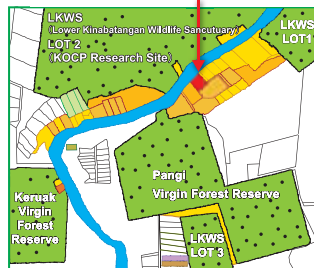 LKWS
(Lower Kinabatangan Wildlife Sancutuary)
LOT 2
(KOCP Research Site)
LKWS
LOT1
Pangi
Virgin Forest Reserve
Keruak
Virgin
Forest
Reserve
LKWS
LOT 3